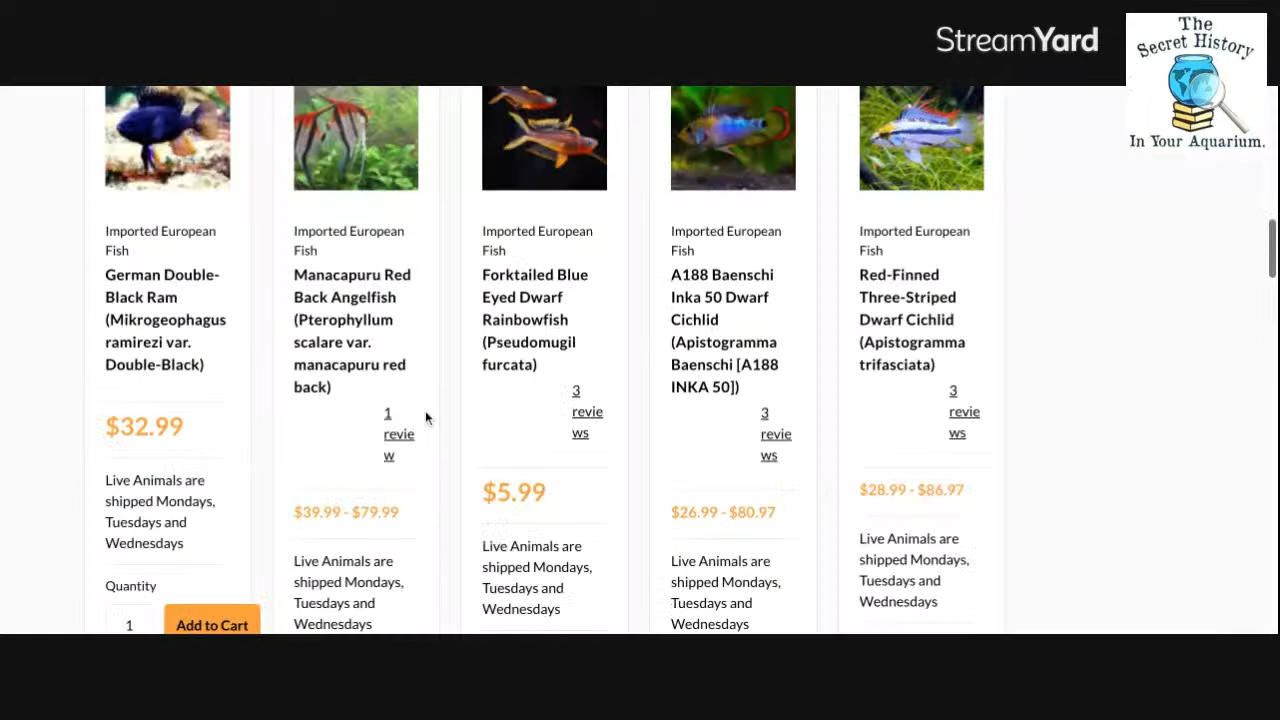 StreamYard
The
Secret History
In Your Aquarium.
Imported European
Fish
German Double-
Black Ram
(Mikrogeophagus
ramirezi var.
Double-Black)
$32.99
Live Animals are
shipped Mondays,
Tuesdays and
Wednesdays
Quantity
1
Add to Cart
Imported European
Fish
Manacapuru Red
Back Angelfish
(Pterophyllum
scalare var.
manacapuru red
back)
1
revie
w
$39.99 - $79.99
Live Animals are
shipped Mondays,
Tuesdays and
Wednesdays
Imported European
Fish
Forktailed Blue
Eyed Dwarf
Rainbowfish
(Pseudomugil
furcata)
3
revie
ws
$5.99
Live Animals are
shipped Mondays,
Tuesdays and
Wednesdays
Imported European
Fish
A188 Baenschi
Inka 50 Dwarf
Cichlid
(Apistogramma
Baenschi [A188
INKA 50])
3
revie
ws
$26.99 - $80.97
Live Animals are
shipped Mondays,
Tuesdays and
Wednesdays
Imported European
Fish
Red-Finned
Three-Striped
Dwarf Cichlid
(Apistogramma
trifasciata)
3
revie
ws
$28.99 - $86.97
Live Animals are
shipped Mondays,
Tuesdays and
Wednesdays